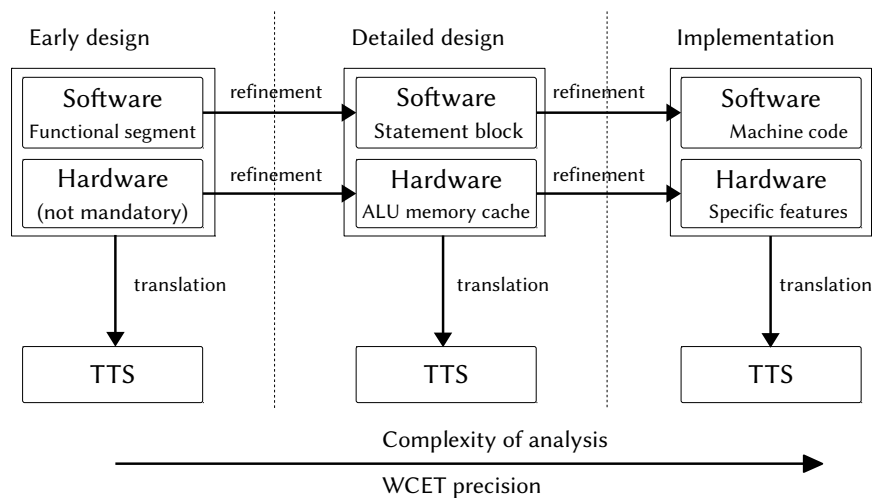 Early design
Detailed design
Implementation
Software
Functional segment
refinement
Software
Statement block
refinement
Software
Machine code
Hardware
(not mandatory)
refinement
Hardware
ALU memory cache
refinement
Hardware
Specific features
translation
translation
translation
TTS
TTS
TTS
Complexity of analysis
WCET precision